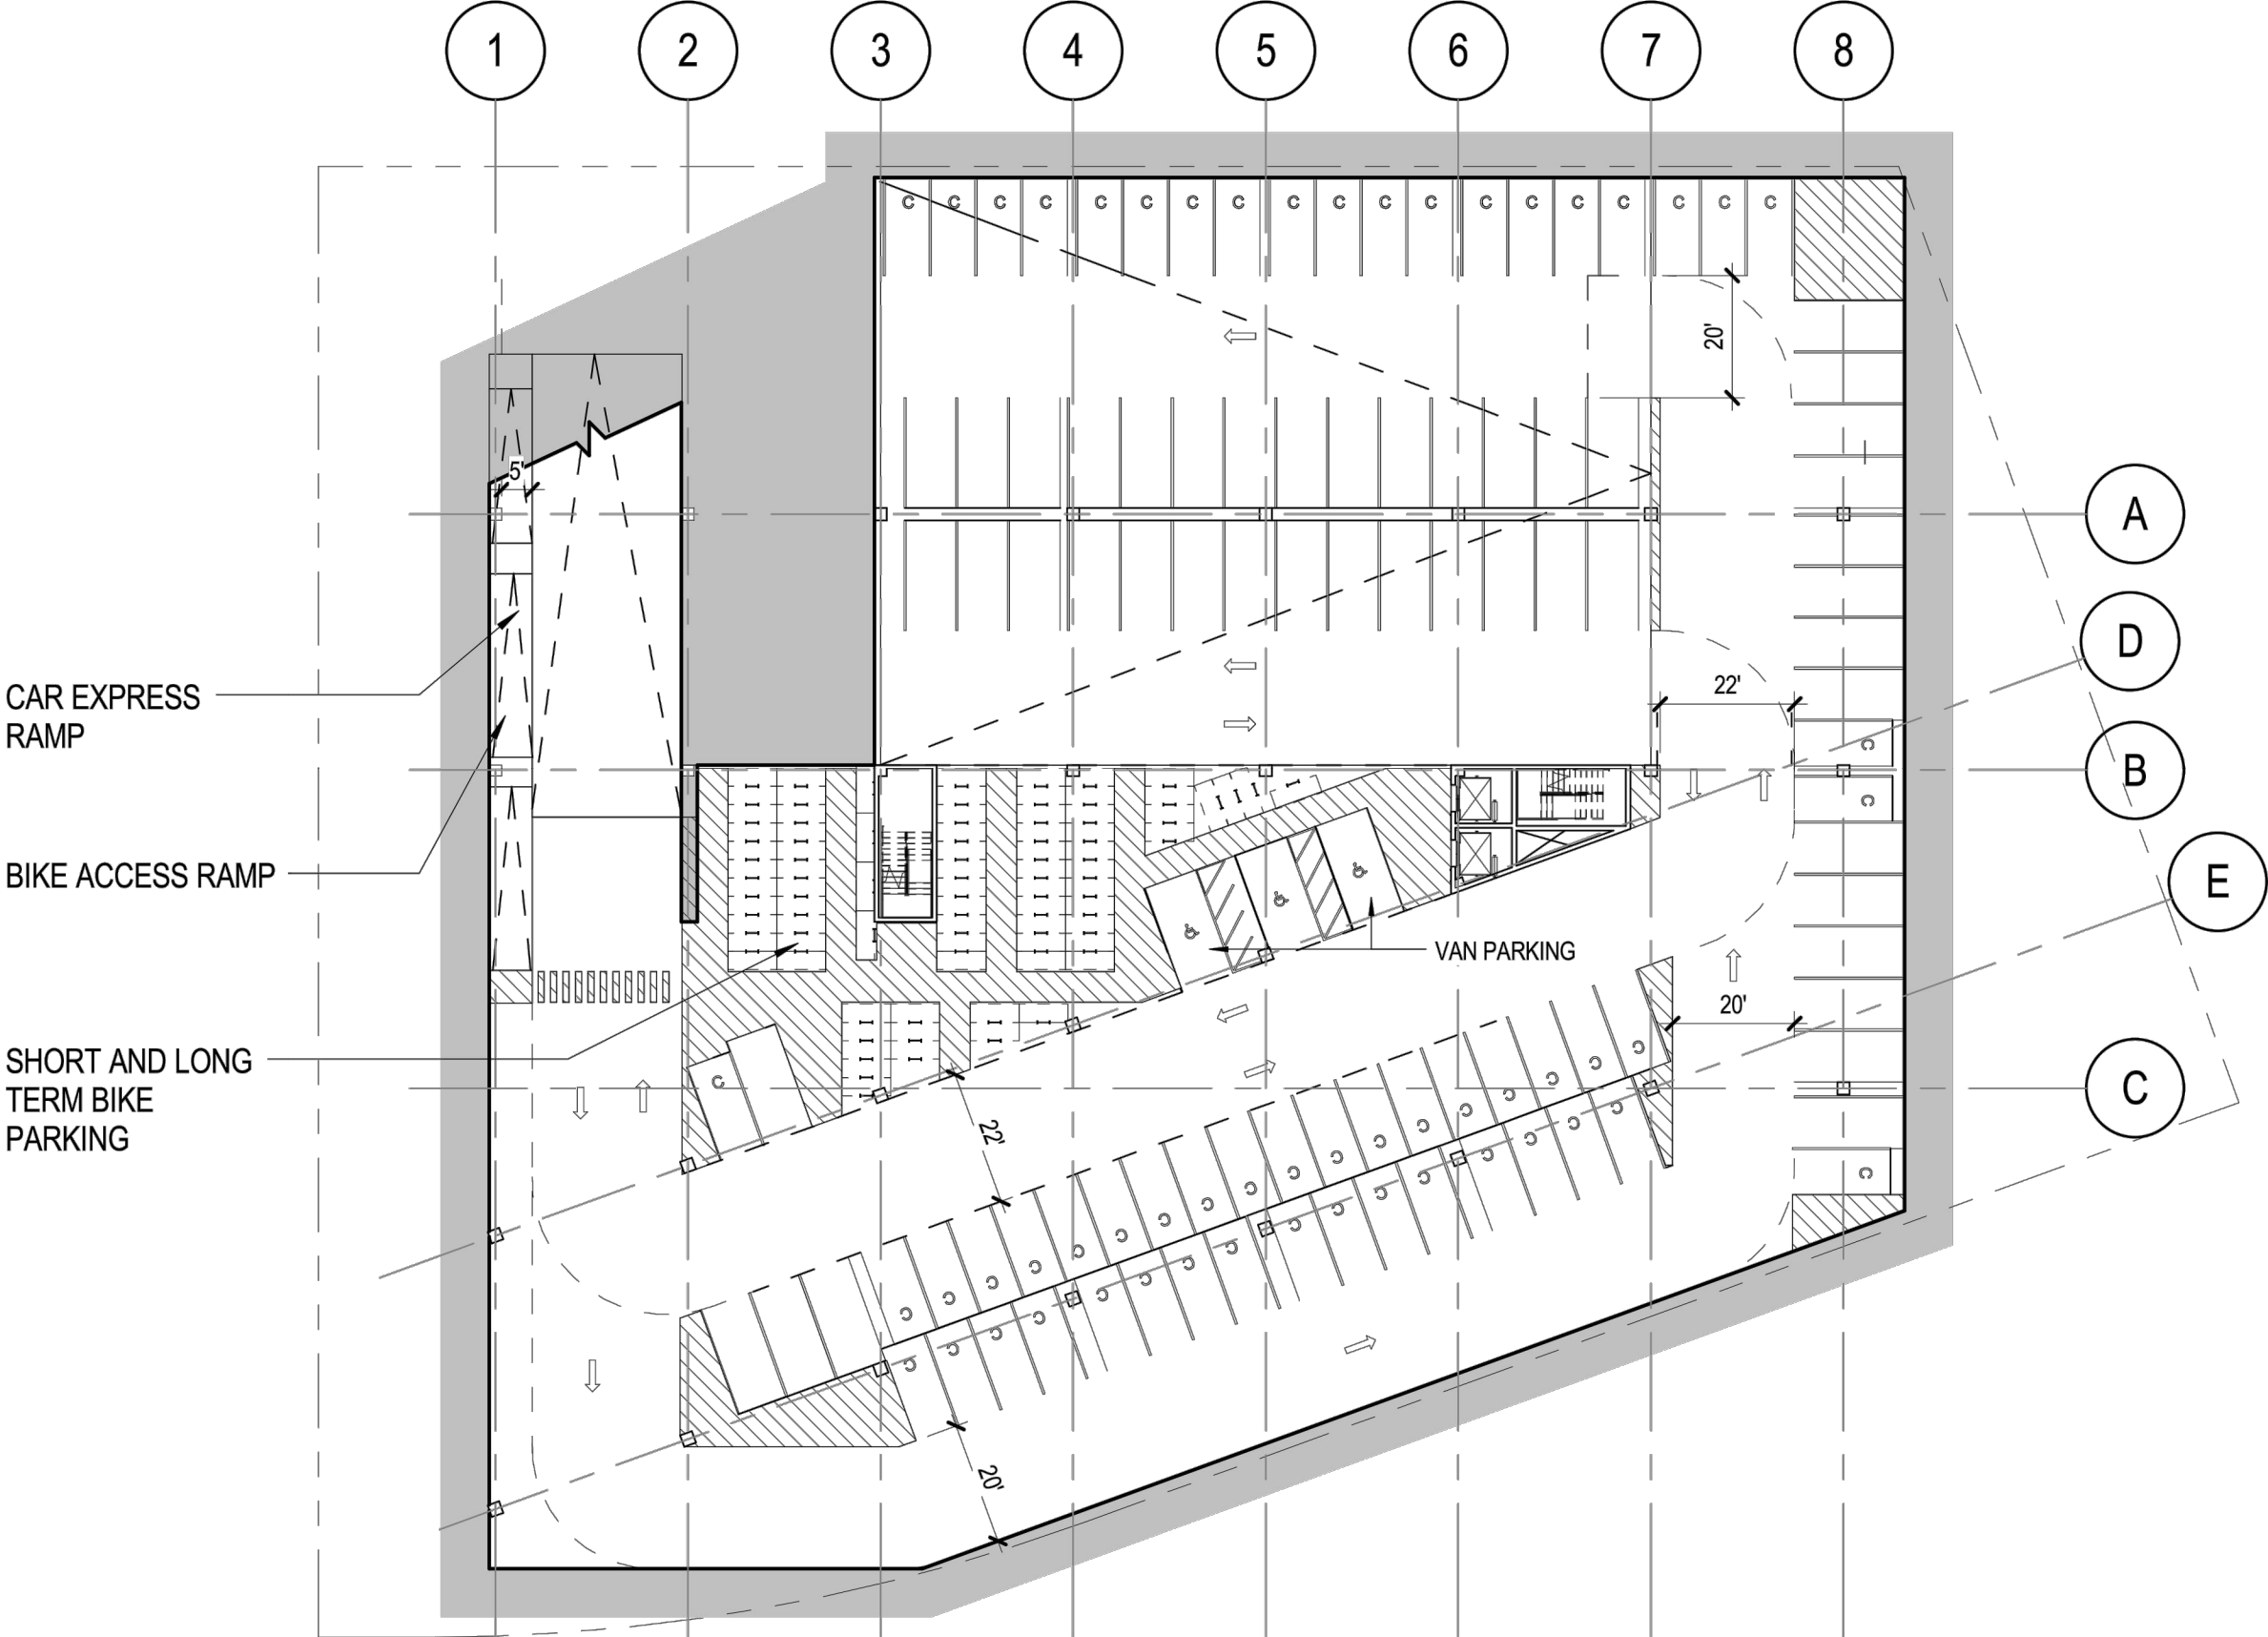 1 2 3 4 5 6 7 8
C C C C C C C C C C C C C C C C C C C
20'
5'
A
D
CAR EXPRESS
RAMP
22'
C
B
C
BIKE ACCESS RAMP
E
VAN PARKING
20'
SHORT AND LONG
TERM BIKE
PARKING
C
C
22'
C
C C C C C C C C C C C C C C C C C C
C C C C C C C C C C C C C C C C
20'